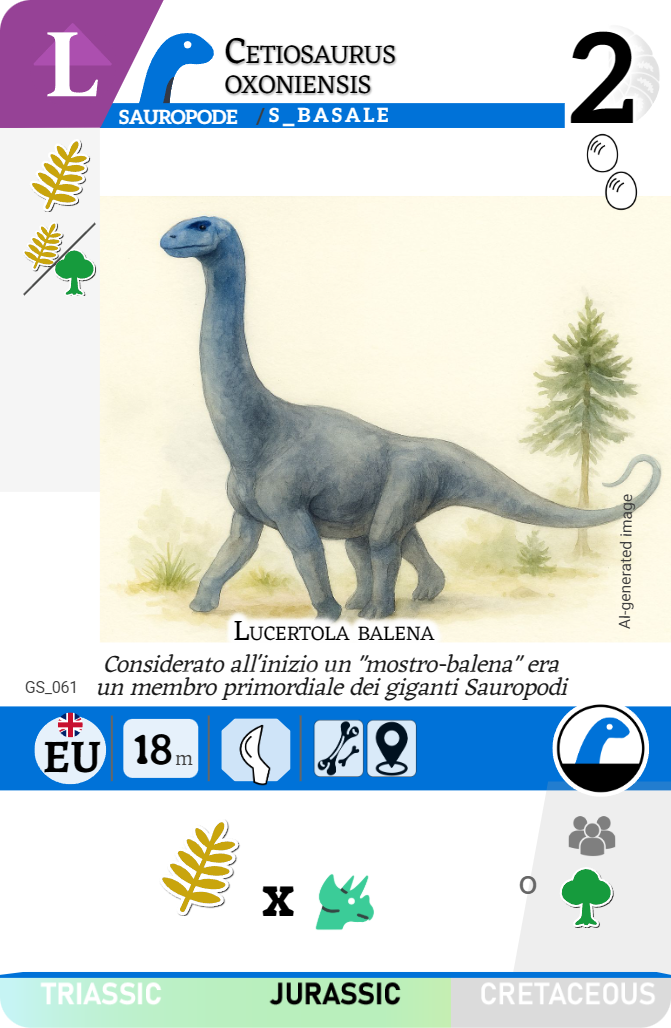 L
CETIOSAURUS
OXONIENSIS
2
SAUROPODE / S_BASALE
AI-generated image
LUCERTOLA BALENA
Considerato all'inizio un "mostro-balena" era
GS_061 un membro primordiale dei giganti Sauropodi
EU 18 m
x
o
TRIASSIC JURASSIC CRETACEOUS